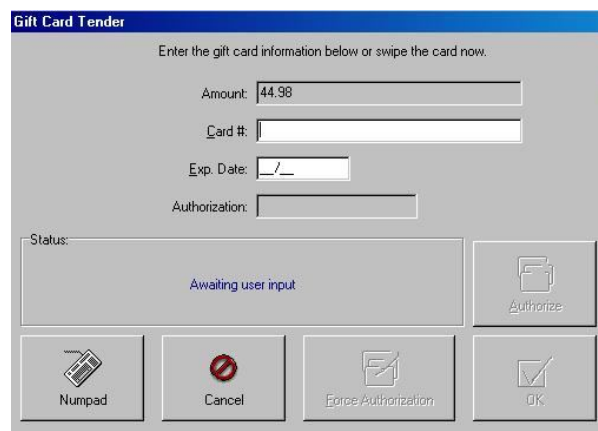 Gift Card Tender
Enter the gift card information below or swipe the card now.
Amount: 44.98
Card #:
Exp. Date: __/__
Authorization:
Status:
Awaiting user input
Authorize
Numpad
Cancel
Force Authorization
OK